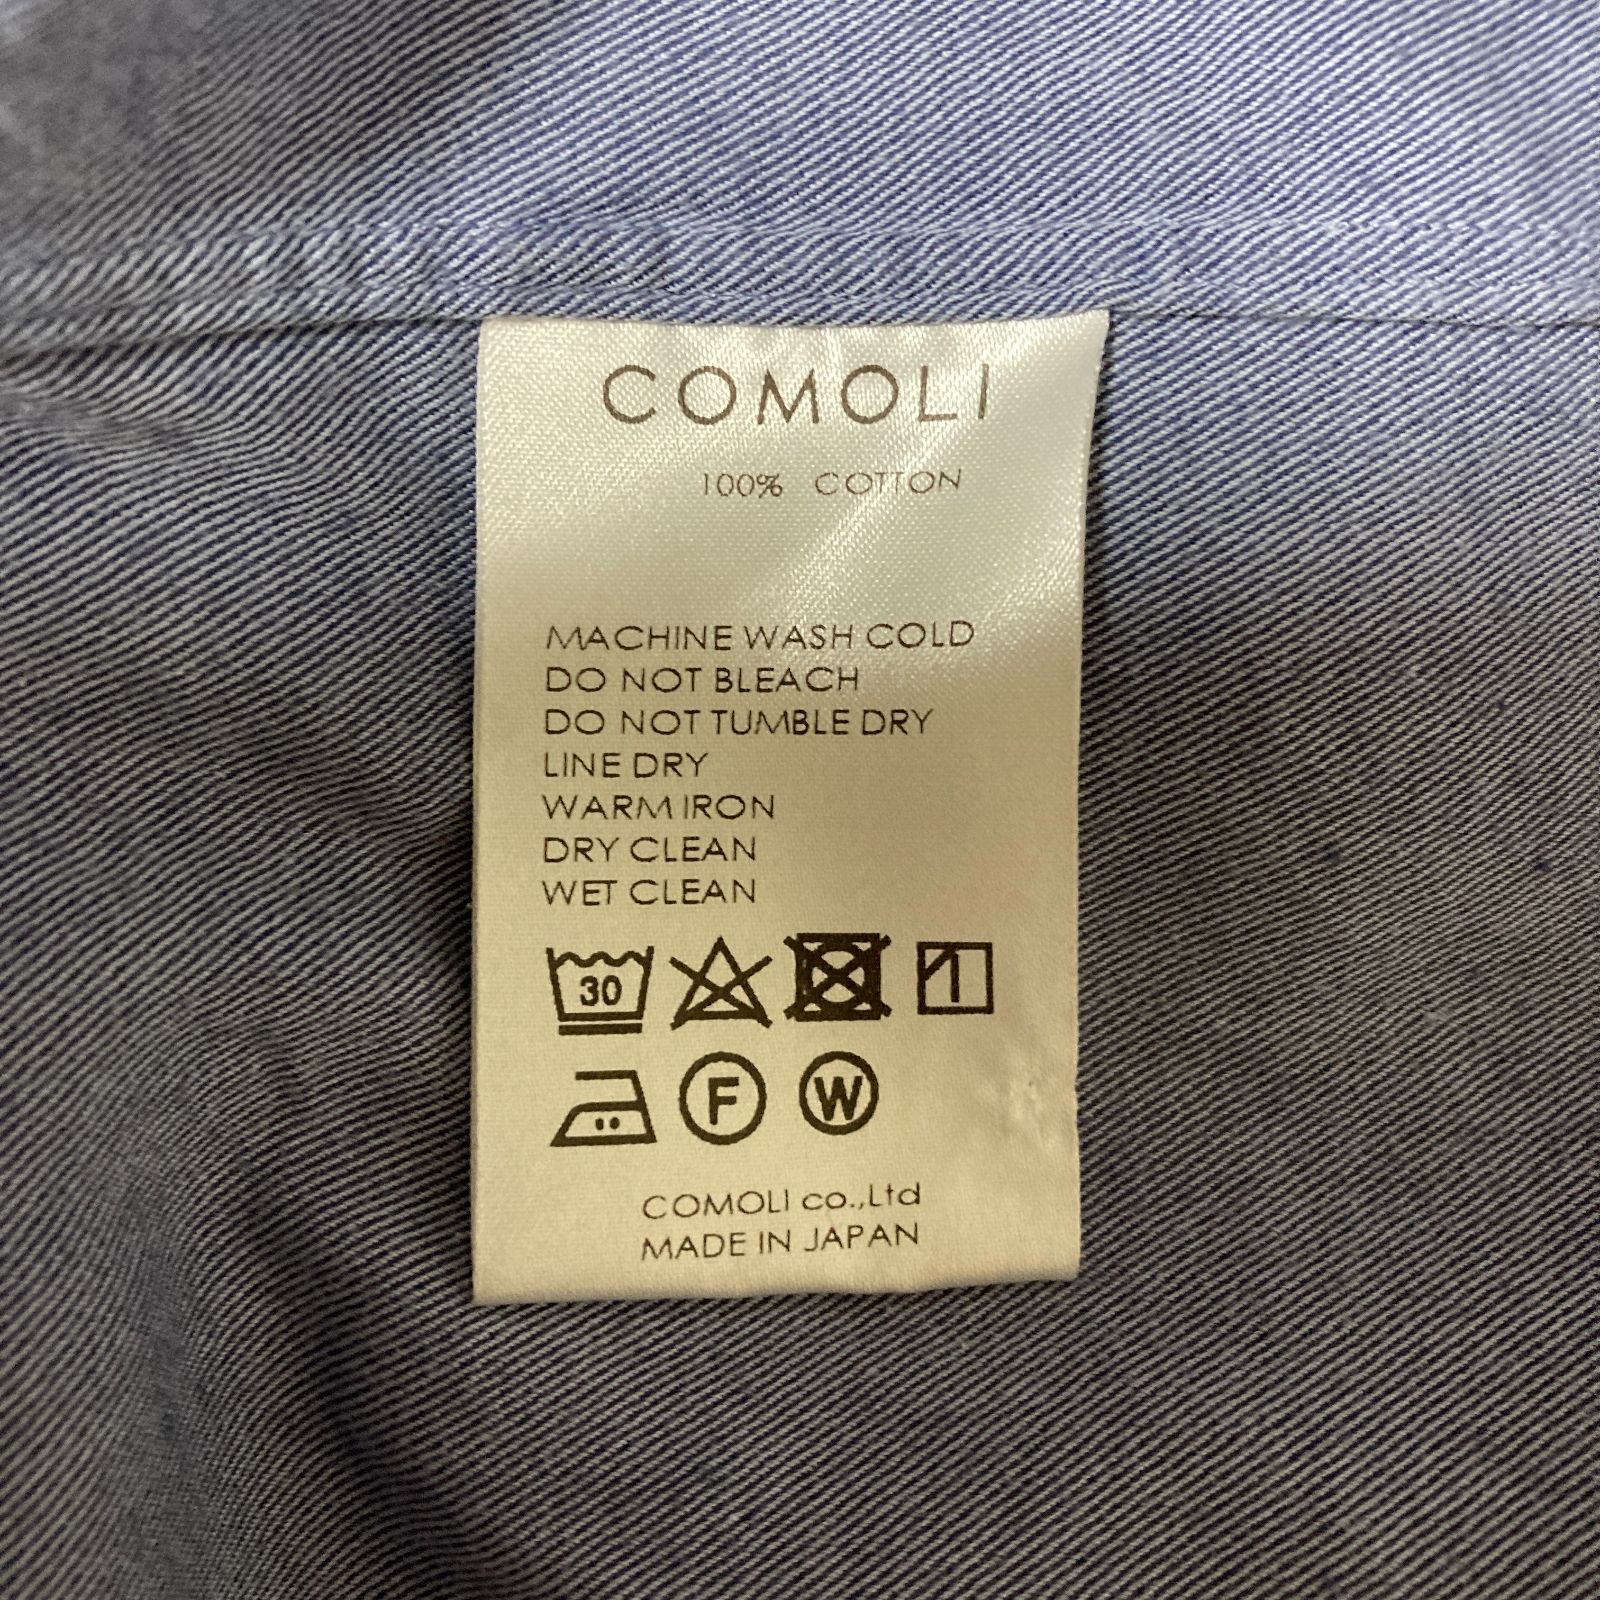 COMOLI
100% COTTON
MACHINE WASH COLD
DO NOT BLEACH
DO NOT TUMBLE DRY
LINE DRY
WARM IRON
DRY CLEAN
WET CLEAN
30
F W
COMOLI co.,Ltd
MADE IN JAPAN